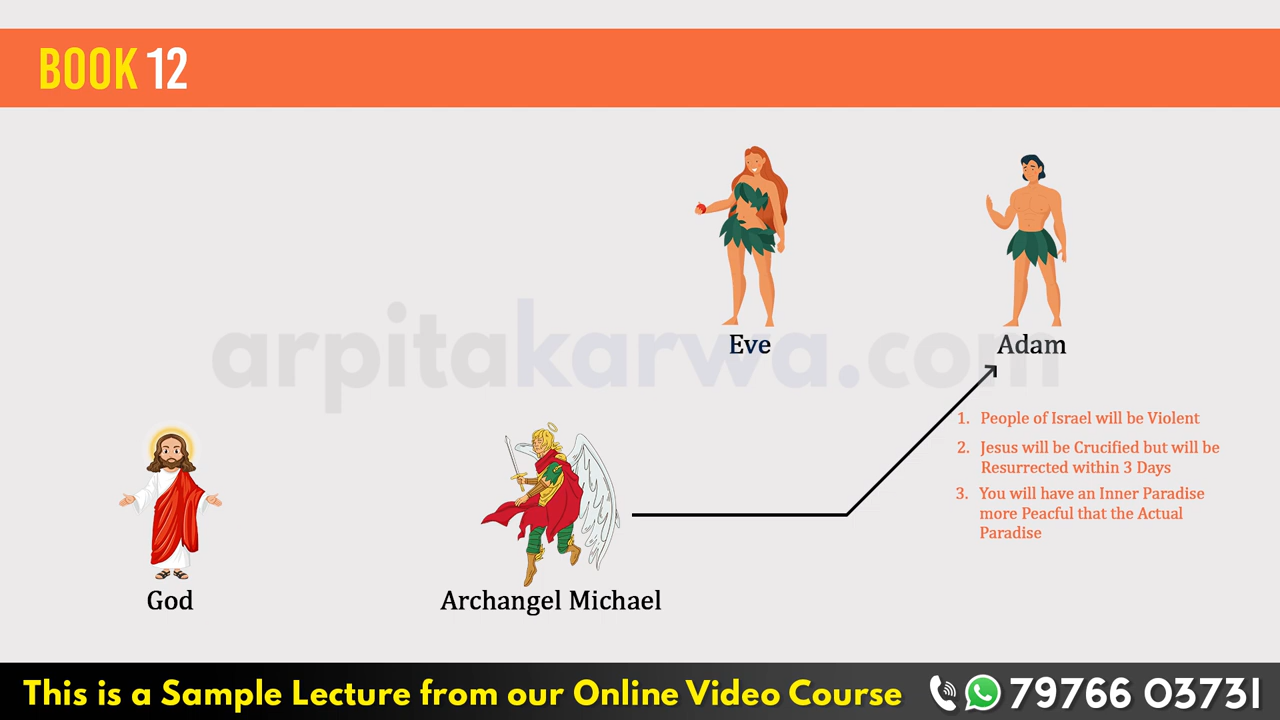 BOOK 12
Eve
Adam
arpitakarwa.com
1. People of Israel will be Violent
2. Jesus will be Crucified but will be
Resurrected within 3 Days
3. You will have an Inner Paradise
more Peacful that the Actual
Paradise
God
Archangel Michael
This is a Sample Lecture from our Online Video Course
79766 03731